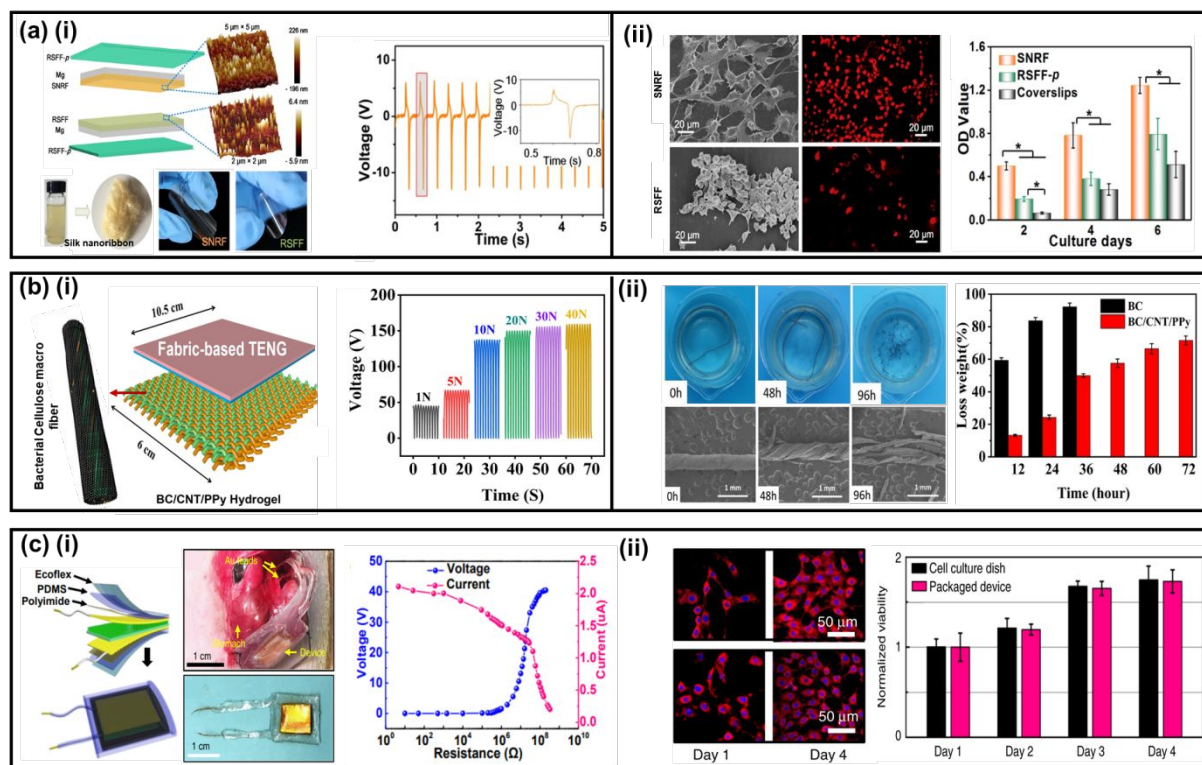 (a) (i)
RSFF-p
Mg
SNRF
RSFF
Mg
RSFF-p
5 μm × 5 μm
226 nm
- 196 nm
6.4 nm
2 μm × 2 μm
- 5.9 nm
Silk nanoribbon
SNRF
RSFF
Voltage (V)
10
0
-10
0 1 2 3 4 5
Time (s)
Voltage (V)
10
0
-10
0.5 0.8
Time (s)
(ii)
SNRF
RSFF
20 μm
20 μm
20 μm
20 μm
OD Value
1.6
1.2
0.8
0.4
0.0
SNRF
RSFF-p
Coverslips
*
*
*
*
2 4 6
Culture days
(b) (i)
Bacterial Cellulose macro
fiber
10.5 cm
Fabric-based TENG
6 cm
BC/CNT/PPy Hydrogel
Voltage (V)
200
150
100
50
0
1N
5N
10N
20N
30N
40N
0 10 20 30 40 50 60 70
Time (S)
(ii)
0h
48h
96h
0h
48h
96h
1 mm
1 mm
1 mm
Loss weight(%)
100
80
60
40
20
0
BC
BC/CNT/PPy
12 24 36 48 60 72
Time (hour)
(c) (i)
Ecoflex
PDMS
Polyimide
Au leads
Stomach
Device
1 cm
1 cm
Voltage (V)
50
40
30
20
10
0
Voltage
Current
Current (uA)
2.5
2.0
1.5
1.0
0.5
0.0
10⁰ 10² 10⁴ 10⁶ 10⁸ 10¹⁰
Resistance (Ω)
(ii)
50 μm
50 μm
Day 1
Day 4
Normalized viability
2
1
0
Cell culture dish
Packaged device
Day 1 Day 2 Day 3 Day 4